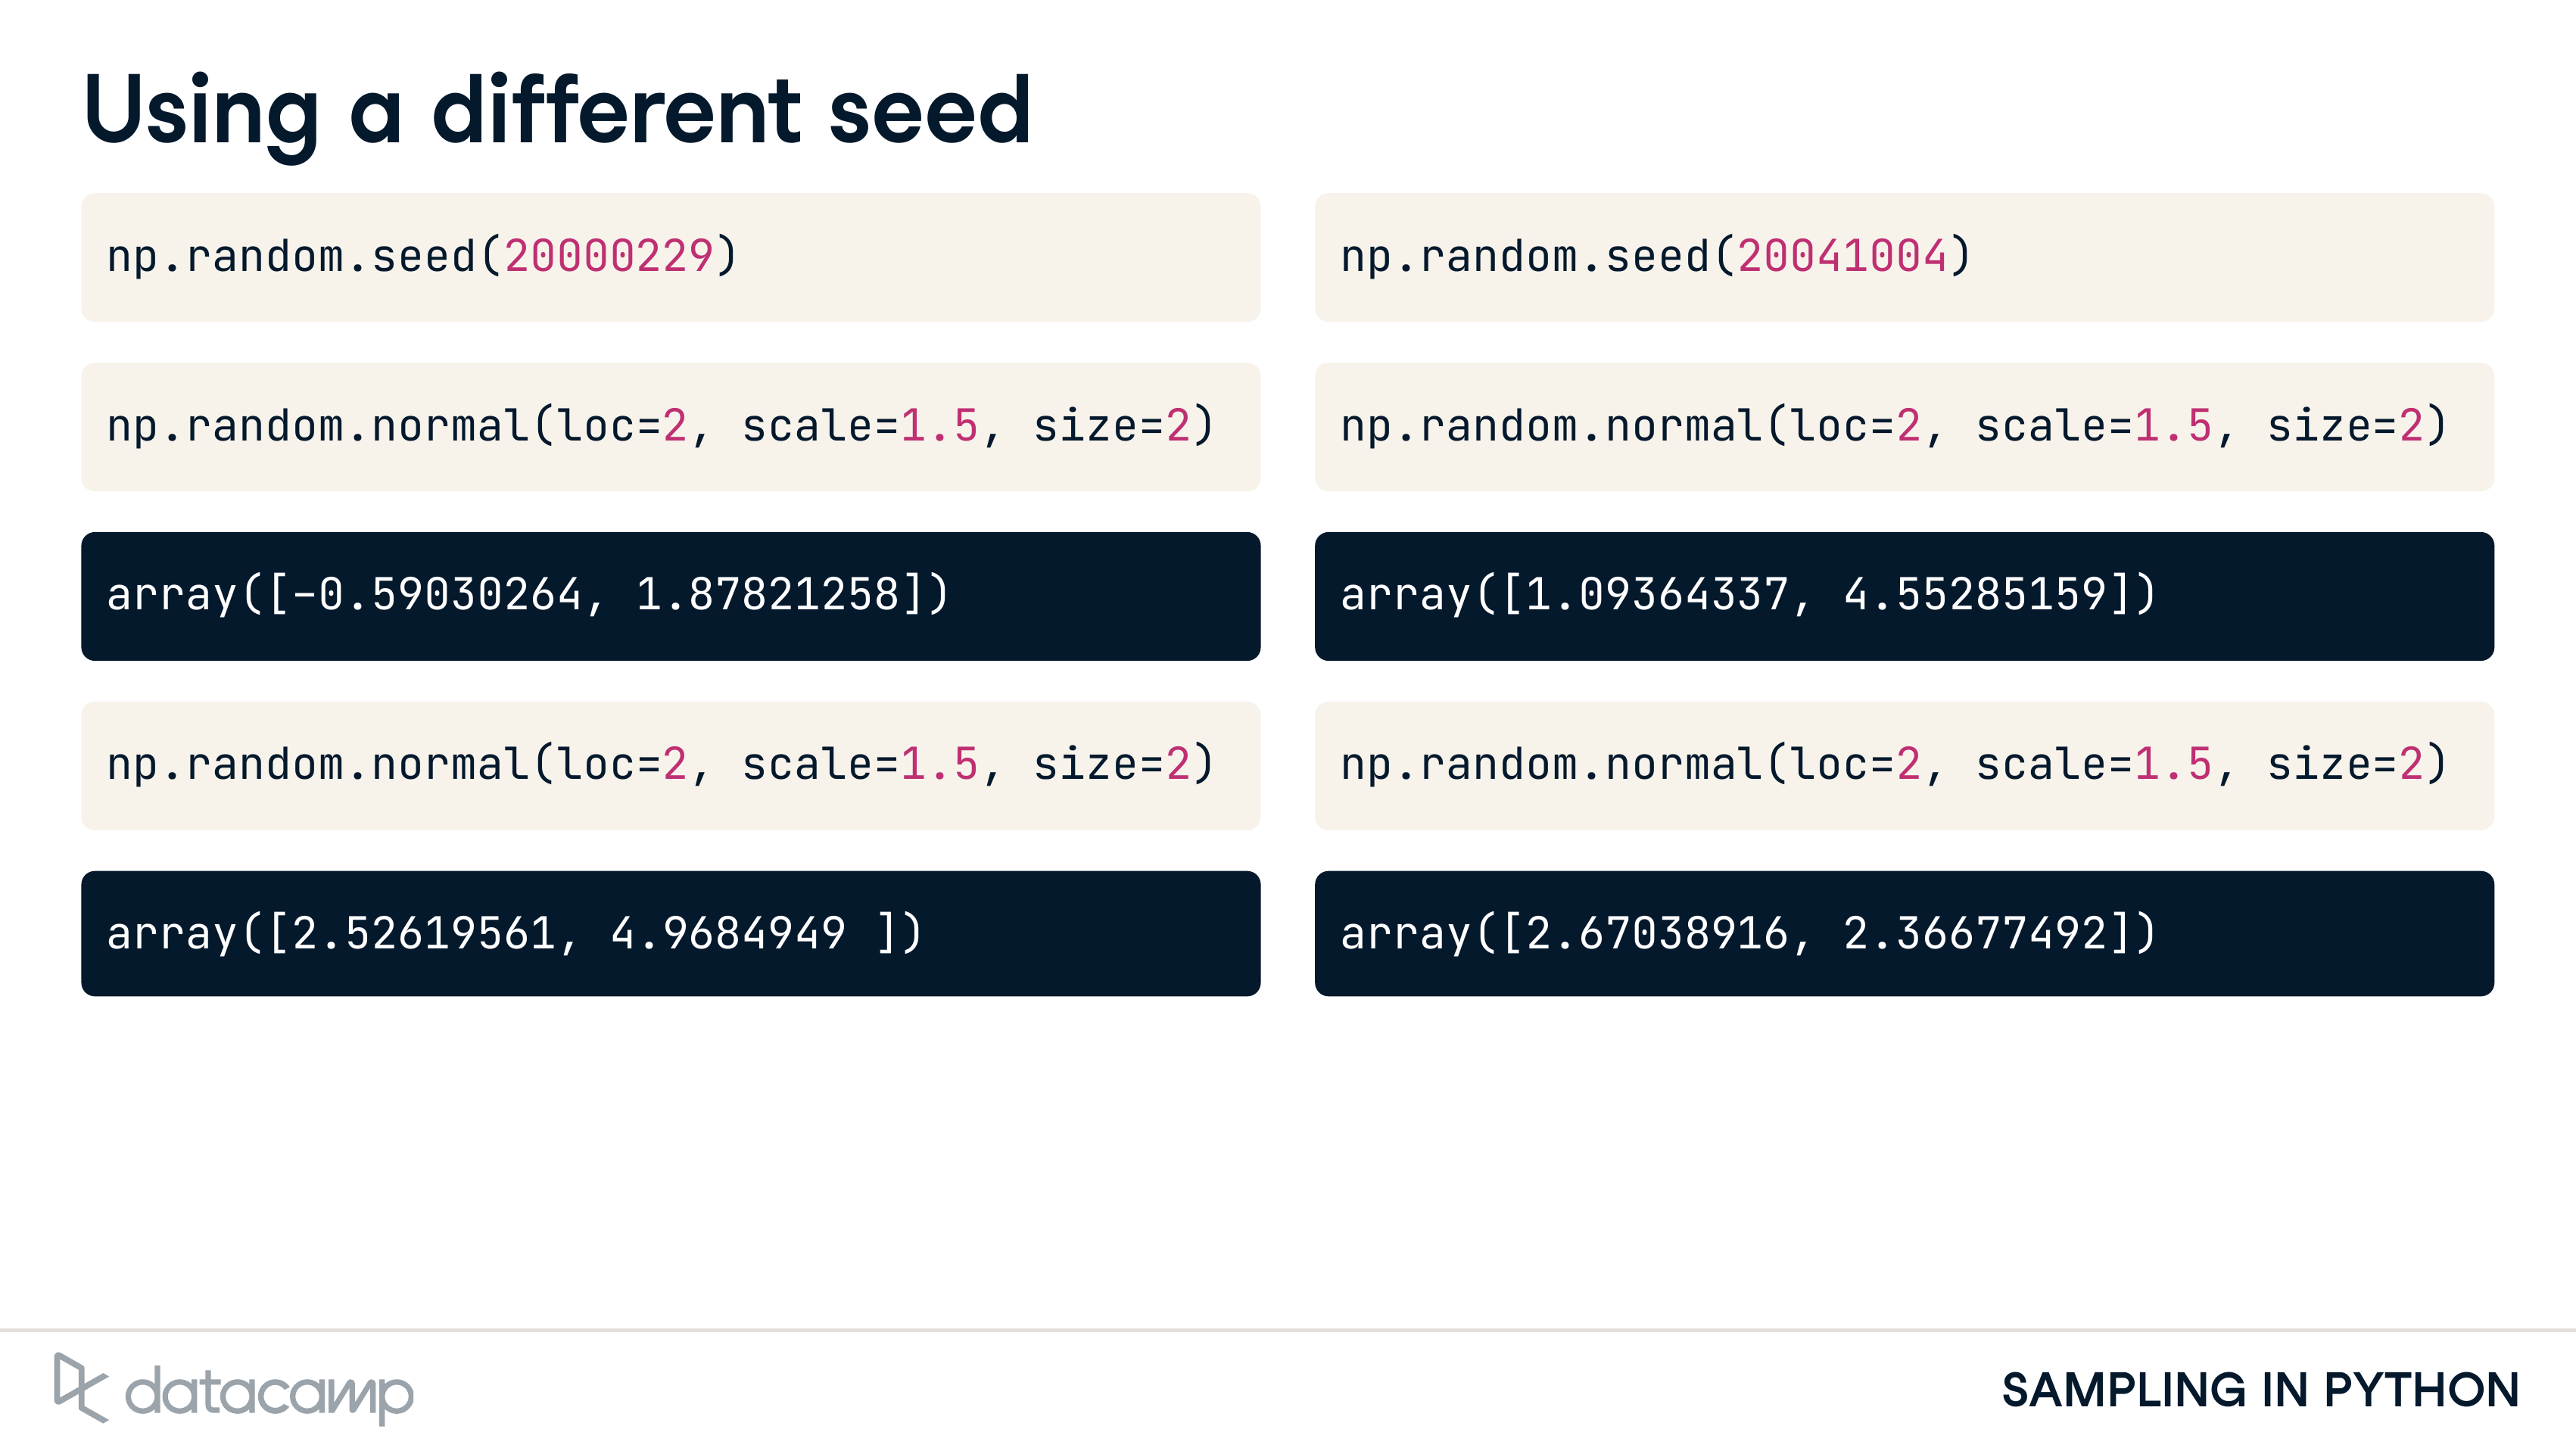 Using a different seed
np.random.seed(20000229)
np.random.normal(loc=2, scale=1.5, size=2)
array([-0.59030264, 1.87821258])
np.random.normal(loc=2, scale=1.5, size=2)
array([2.52619561, 4.9684949 ])
np.random.seed(20041004)
np.random.normal(loc=2, scale=1.5, size=2)
array([1.09364337, 4.55285159])
np.random.normal(loc=2, scale=1.5, size=2)
array([2.67038916, 2.36677492])
datacamp
SAMPLING IN PYTHON